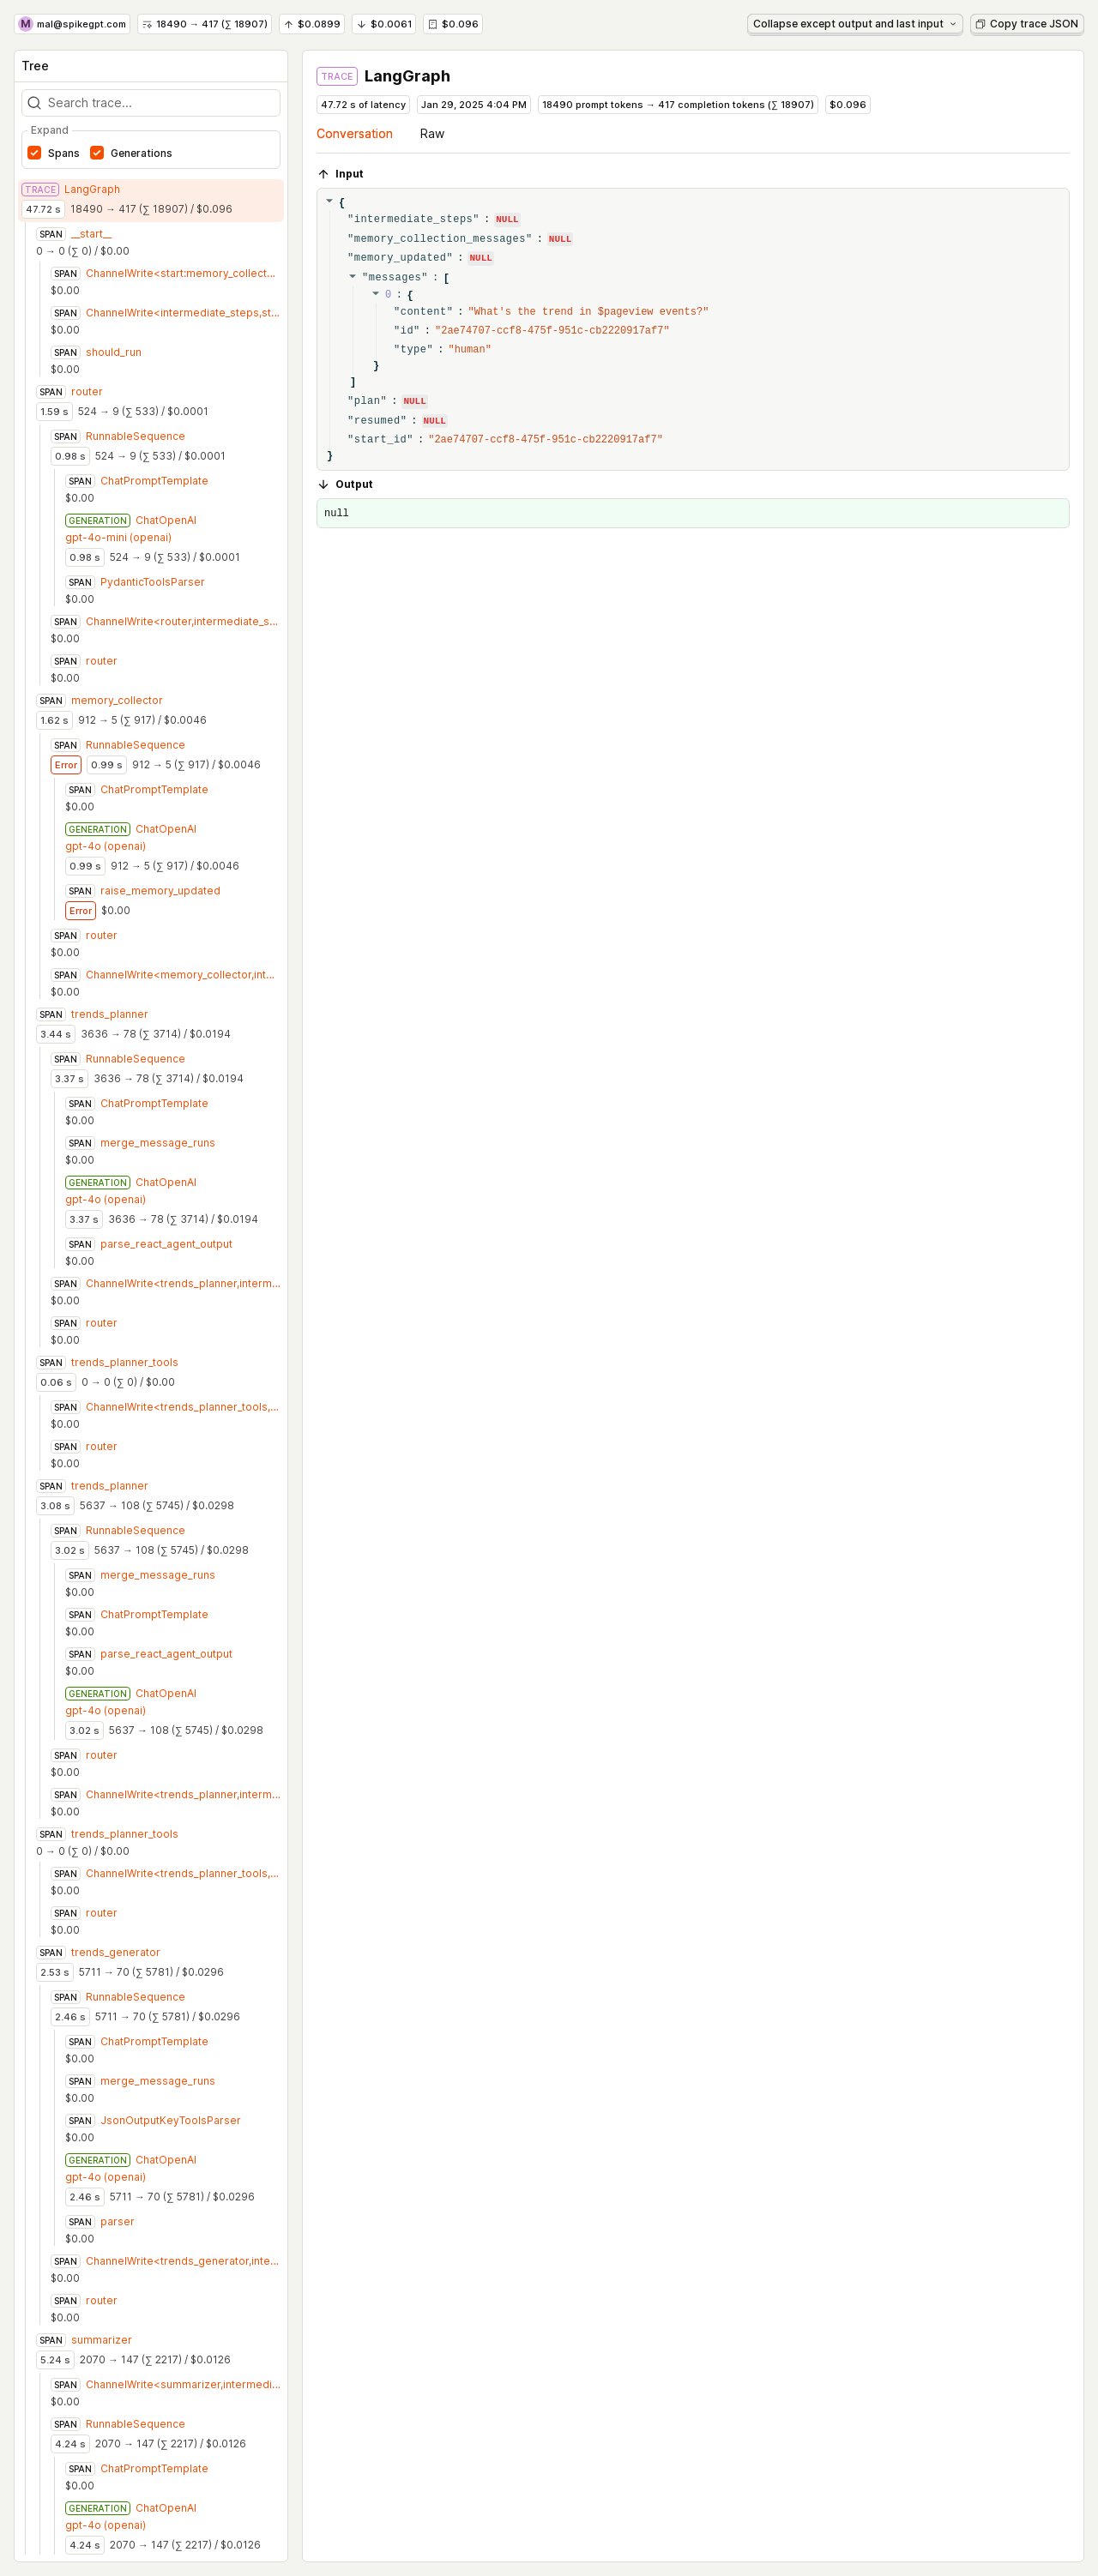 M mal@spikegpt.com
18490 → 417 (∑ 18907)
↑ $0.0899
↓ $0.0061
$0.096
Collapse except output and last input
Copy trace JSON
Tree
Search trace...
Expand
Spans
Generations
TRACE LangGraph
47.72 s 18490 → 417 (∑ 18907) / $0.096
SPAN __start__
0 → 0 (∑ 0) / $0.00
SPAN ChannelWrite<start:memory_collect...
$0.00
SPAN ChannelWrite<intermediate_steps,st...
$0.00
SPAN should_run
$0.00
SPAN router
1.59 s 524 → 9 (∑ 533) / $0.0001
SPAN RunnableSequence
0.98 s 524 → 9 (∑ 533) / $0.0001
SPAN ChatPromptTemplate
$0.00
GENERATION ChatOpenAI
gpt-4o-mini (openai)
0.98 s 524 → 9 (∑ 533) / $0.0001
SPAN PydanticToolsParser
$0.00
SPAN ChannelWrite<router,intermediate_s...
$0.00
SPAN router
$0.00
SPAN memory_collector
1.62 s 912 → 5 (∑ 917) / $0.0046
SPAN RunnableSequence
Error 0.99 s 912 → 5 (∑ 917) / $0.0046
SPAN ChatPromptTemplate
$0.00
GENERATION ChatOpenAI
gpt-4o (openai)
0.99 s 912 → 5 (∑ 917) / $0.0046
SPAN raise_memory_updated
Error $0.00
SPAN router
$0.00
SPAN ChannelWrite<memory_collector,int...
$0.00
SPAN trends_planner
3.44 s 3636 → 78 (∑ 3714) / $0.0194
SPAN RunnableSequence
3.37 s 3636 → 78 (∑ 3714) / $0.0194
SPAN ChatPromptTemplate
$0.00
SPAN merge_message_runs
$0.00
GENERATION ChatOpenAI
gpt-4o (openai)
3.37 s 3636 → 78 (∑ 3714) / $0.0194
SPAN parse_react_agent_output
$0.00
SPAN ChannelWrite<trends_planner,interm...
$0.00
SPAN router
$0.00
SPAN trends_planner_tools
0.06 s 0 → 0 (∑ 0) / $0.00
SPAN ChannelWrite<trends_planner_tools,...
$0.00
SPAN router
$0.00
SPAN trends_planner
3.08 s 5637 → 108 (∑ 5745) / $0.0298
SPAN RunnableSequence
3.02 s 5637 → 108 (∑ 5745) / $0.0298
SPAN merge_message_runs
$0.00
SPAN ChatPromptTemplate
$0.00
SPAN parse_react_agent_output
$0.00
GENERATION ChatOpenAI
gpt-4o (openai)
3.02 s 5637 → 108 (∑ 5745) / $0.0298
SPAN router
$0.00
SPAN ChannelWrite<trends_planner,interm...
$0.00
SPAN trends_planner_tools
0 → 0 (∑ 0) / $0.00
SPAN ChannelWrite<trends_planner_tools,...
$0.00
SPAN router
$0.00
SPAN trends_generator
2.53 s 5711 → 70 (∑ 5781) / $0.0296
SPAN RunnableSequence
2.46 s 5711 → 70 (∑ 5781) / $0.0296
SPAN ChatPromptTemplate
$0.00
SPAN merge_message_runs
$0.00
SPAN JsonOutputKeyToolsParser
$0.00
GENERATION ChatOpenAI
gpt-4o (openai)
2.46 s 5711 → 70 (∑ 5781) / $0.0296
SPAN parser
$0.00
SPAN ChannelWrite<trends_generator,inte...
$0.00
SPAN router
$0.00
SPAN summarizer
5.24 s 2070 → 147 (∑ 2217) / $0.0126
SPAN ChannelWrite<summarizer,intermedi...
$0.00
SPAN RunnableSequence
4.24 s 2070 → 147 (∑ 2217) / $0.0126
SPAN ChatPromptTemplate
$0.00
GENERATION ChatOpenAI
gpt-4o (openai)
4.24 s 2070 → 147 (∑ 2217) / $0.0126
TRACE LangGraph
47.72 s of latency
Jan 29, 2025 4:04 PM
18490 prompt tokens → 417 completion tokens (∑ 18907)
$0.096
Conversation
Raw
↑ Input
{
"intermediate_steps" : NULL
"memory_collection_messages" : NULL
"memory_updated" : NULL
"messages" : [
0 : {
"content" : "What's the trend in $pageview events?"
"id" : "2ae74707-ccf8-475f-951c-cb2220917af7"
"type" : "human"
}
]
"plan" : NULL
"resumed" : NULL
"start_id" : "2ae74707-ccf8-475f-951c-cb2220917af7"
}
↓ Output
null